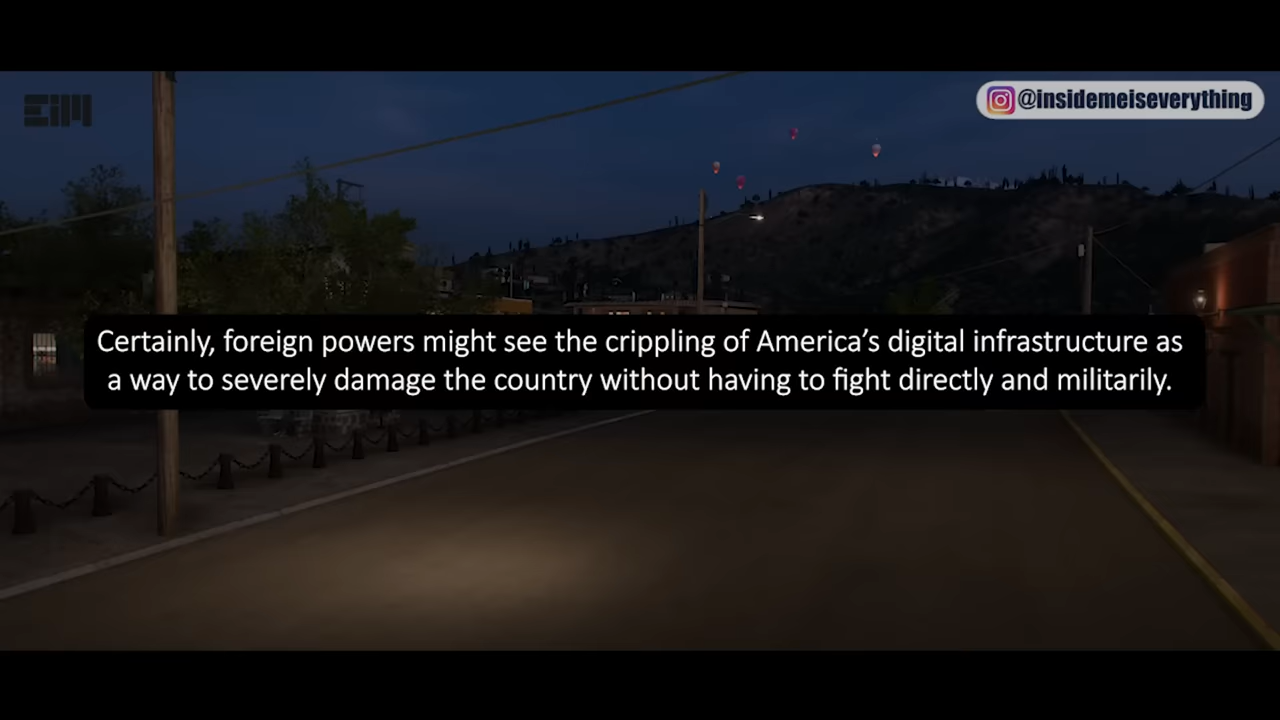 EIM
@insidemeiseverything
Certainly, foreign powers might see the crippling of America’s digital infrastructure as
a way to severely damage the country without having to fight directly and militarily.